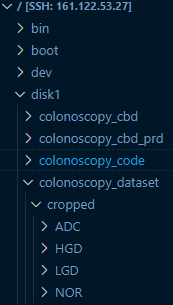 / [SSH: 161.122.53.27]
bin
boot
dev
disk1
colonoscopy_cbd
colonoscopy_cbd_prd
colonoscopy_code
colonoscopy_dataset
cropped
ADC
HGD
LGD
NOR